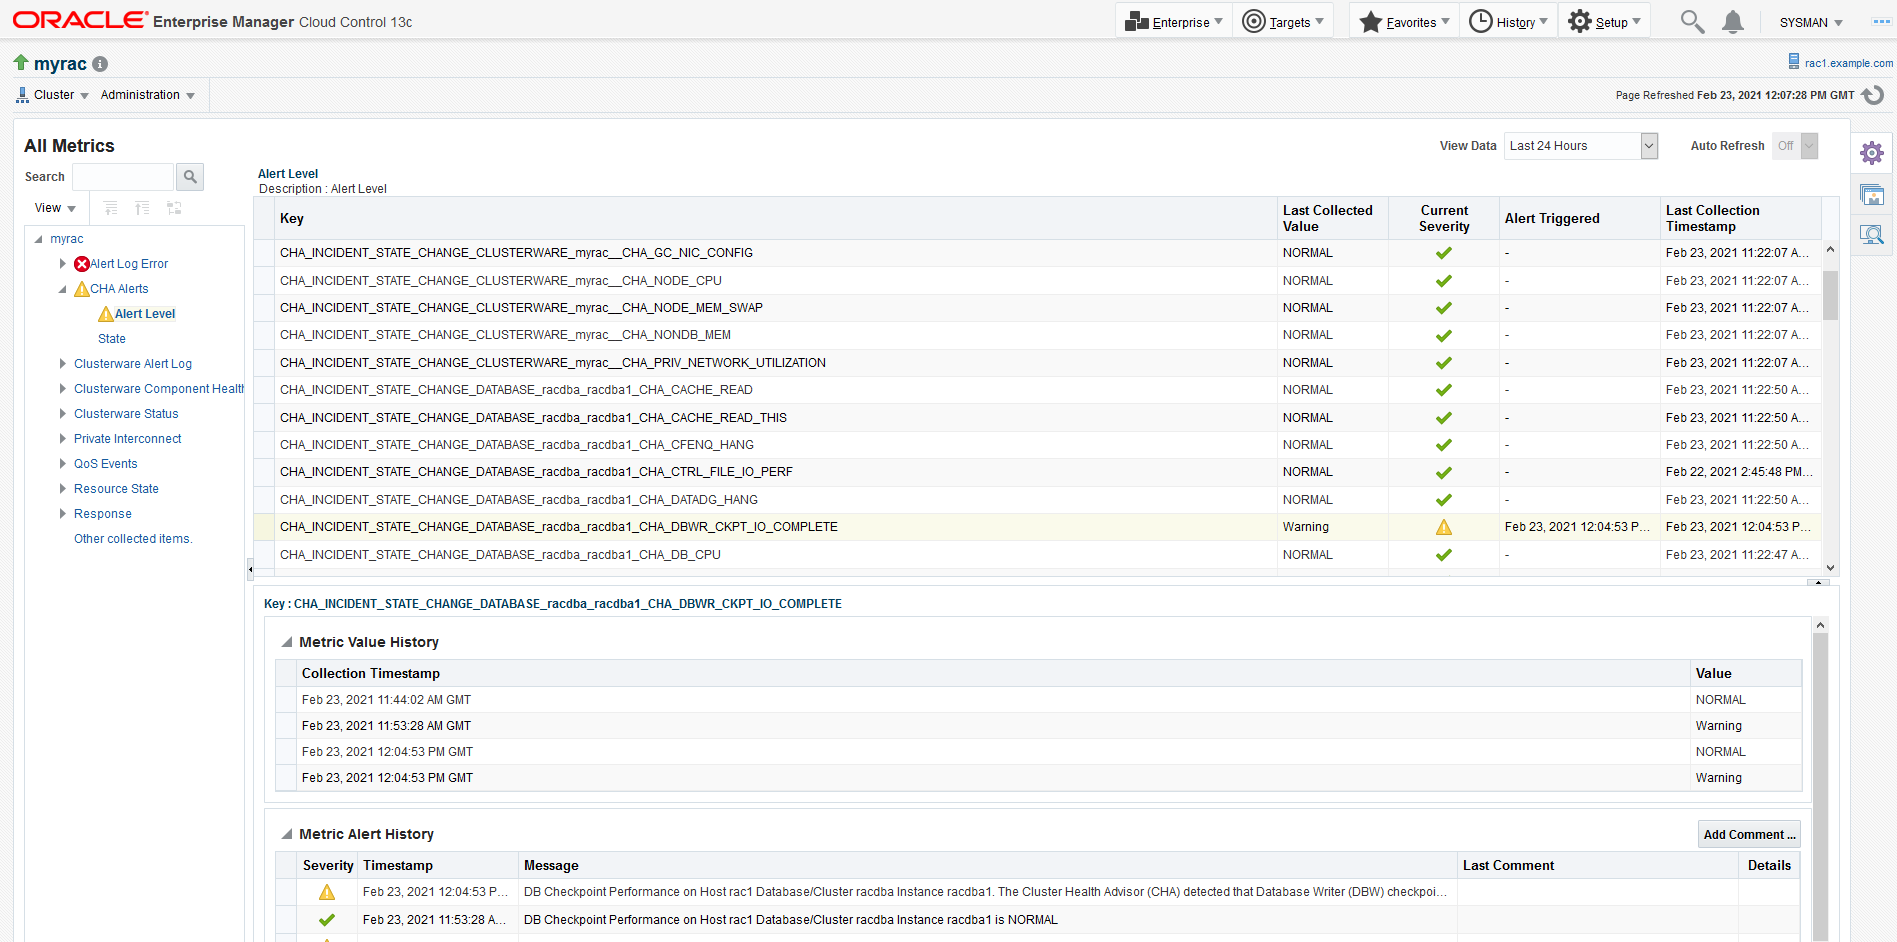 ORACLE Enterprise Manager Cloud Control 13c
Enterprise Targets Favorites History Setup SYSMAN
myrac
rac1.example.com
Cluster Administration
Page Refreshed Feb 23, 2021 12:07:28 PM GMT
All Metrics
View Data Last 24 Hours Auto Refresh Off
Search
View
myrac
Alert Log Error
CHA Alerts
Alert Level
State
Clusterware Alert Log
Clusterware Component Healt
Clusterware Status
Private Interconnect
QoS Events
Resource State
Response
Other collected items.
Alert Level
Description : Alert Level
Key Last Collected Value Current Severity Alert Triggered Last Collection Timestamp
CHA_INCIDENT_STATE_CHANGE_CLUSTERWARE_myrac__CHA_GC_NIC_CONFIG NORMAL - Feb 23, 2021 11:22:07 A...
CHA_INCIDENT_STATE_CHANGE_CLUSTERWARE_myrac__CHA_NODE_CPU NORMAL - Feb 23, 2021 11:22:07 A...
CHA_INCIDENT_STATE_CHANGE_CLUSTERWARE_myrac__CHA_NODE_MEM_SWAP NORMAL - Feb 23, 2021 11:22:07 A...
CHA_INCIDENT_STATE_CHANGE_CLUSTERWARE_myrac__CHA_NONDB_MEM NORMAL - Feb 23, 2021 11:22:07 A...
CHA_INCIDENT_STATE_CHANGE_CLUSTERWARE_myrac__CHA_PRIV_NETWORK_UTILIZATION NORMAL - Feb 23, 2021 11:22:07 A...
CHA_INCIDENT_STATE_CHANGE_DATABASE_racdba_racdba1_CHA_CACHE_READ NORMAL - Feb 23, 2021 11:22:50 A...
CHA_INCIDENT_STATE_CHANGE_DATABASE_racdba_racdba1_CHA_CACHE_READ_THIS NORMAL - Feb 23, 2021 11:22:50 A...
CHA_INCIDENT_STATE_CHANGE_DATABASE_racdba_racdba1_CHA_CFENQ_HANG NORMAL - Feb 23, 2021 11:22:50 A...
CHA_INCIDENT_STATE_CHANGE_DATABASE_racdba_racdba1_CHA_CTRL_FILE_IO_PERF NORMAL - Feb 22, 2021 2:45:48 PM...
CHA_INCIDENT_STATE_CHANGE_DATABASE_racdba_racdba1_CHA_DATADG_HANG NORMAL - Feb 23, 2021 11:22:50 A...
CHA_INCIDENT_STATE_CHANGE_DATABASE_racdba_racdba1_CHA_DBWR_CKPT_IO_COMPLETE Warning Feb 23, 2021 12:04:53 P... Feb 23, 2021 12:04:53 P...
CHA_INCIDENT_STATE_CHANGE_DATABASE_racdba_racdba1_CHA_DB_CPU NORMAL - Feb 23, 2021 11:22:47 A...
Key : CHA_INCIDENT_STATE_CHANGE_DATABASE_racdba_racdba1_CHA_DBWR_CKPT_IO_COMPLETE
Metric Value History
Collection Timestamp Value
Feb 23, 2021 11:44:02 AM GMT NORMAL
Feb 23, 2021 11:53:28 AM GMT Warning
Feb 23, 2021 12:04:53 PM GMT NORMAL
Feb 23, 2021 12:04:53 PM GMT Warning
Metric Alert History
Add Comment ...
Severity Timestamp Message Last Comment Details
Feb 23, 2021 12:04:53 P... DB Checkpoint Performance on Host rac1 Database/Cluster racdba Instance racdba1. The Cluster Health Advisor (CHA) detected that Database Writer (DBW) checkpoi...
Feb 23, 2021 11:53:28 A... DB Checkpoint Performance on Host rac1 Database/Cluster racdba Instance racdba1 is NORMAL